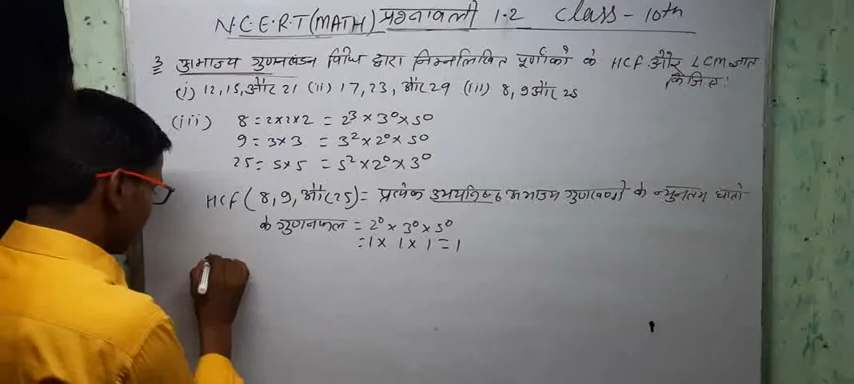 N.C.E.R.T (MATH) प्रश्नावली 1.2 Class - 10th
3 अभाज्य गुणनखंडन विधि द्वारा निम्नलिखित पूर्णांकों के HCF और LCM ज्ञात कीजिए:
(i) 12, 15, और 21 (ii) 17, 23, और 29 (iii) 8, 9 और 25
(iii) 8 = 2×2×2 = 2³ × 3⁰ × 5⁰
9 = 3×3 = 3² × 2⁰ × 5⁰
25 = 5×5 = 5² × 2⁰ × 3⁰
HCF (8, 9, और 25) = प्रत्येक उभयनिष्ठ अभाज्य गुणनखण्डो के न्युनतम घातो
के गुणनफल = 2⁰ × 3⁰ × 5⁰
= 1 × 1 × 1 = 1